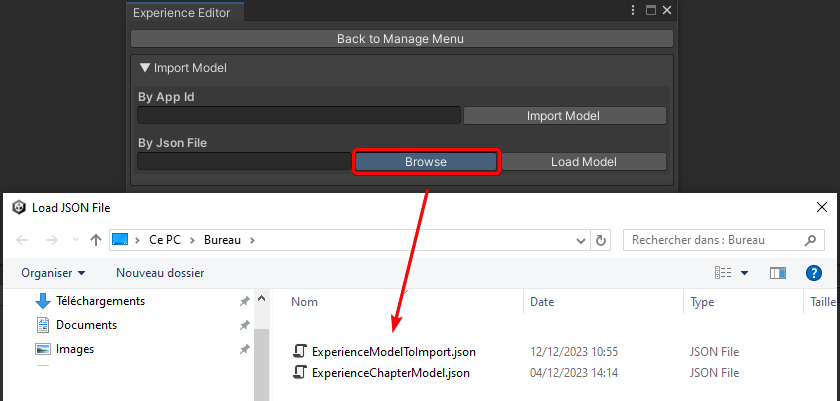 Experience Editor
Back to Manage Menu
▼ Import Model
By App Id
Import Model
By Json File
Browse Load Model
Load JSON File
Ce PC > Bureau >
Rechercher dans : Bureau
Organiser Nouveau dossier
Téléchargements
Documents
Images
Nom Date Type Taille
ExperienceModelToImport.json 12/12/2023 10:55 JSON File
ExperienceChapterModel.json 04/12/2023 14:14 JSON File